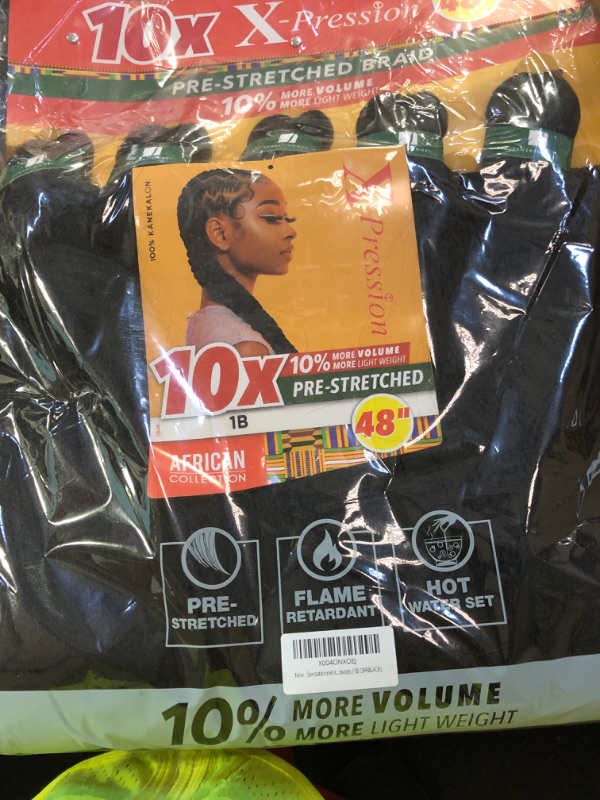 10X X-Pression
48"
PRE-STRETCHED BRAID
10% MORE VOLUME
MORE LIGHT WEIGHT
100% KANEKALON
X-Pression
10X 10% MORE VOLUME
MORE LIGHT WEIGHT
PRE-STRETCHED
1B
48"
AFRICAN
COLLECTION
PRE-
STRETCHED
FLAME
RETARDANT
HOT
WATER SET
X004ONXOEJ
10% MORE VOLUME
MORE LIGHT WEIGHT